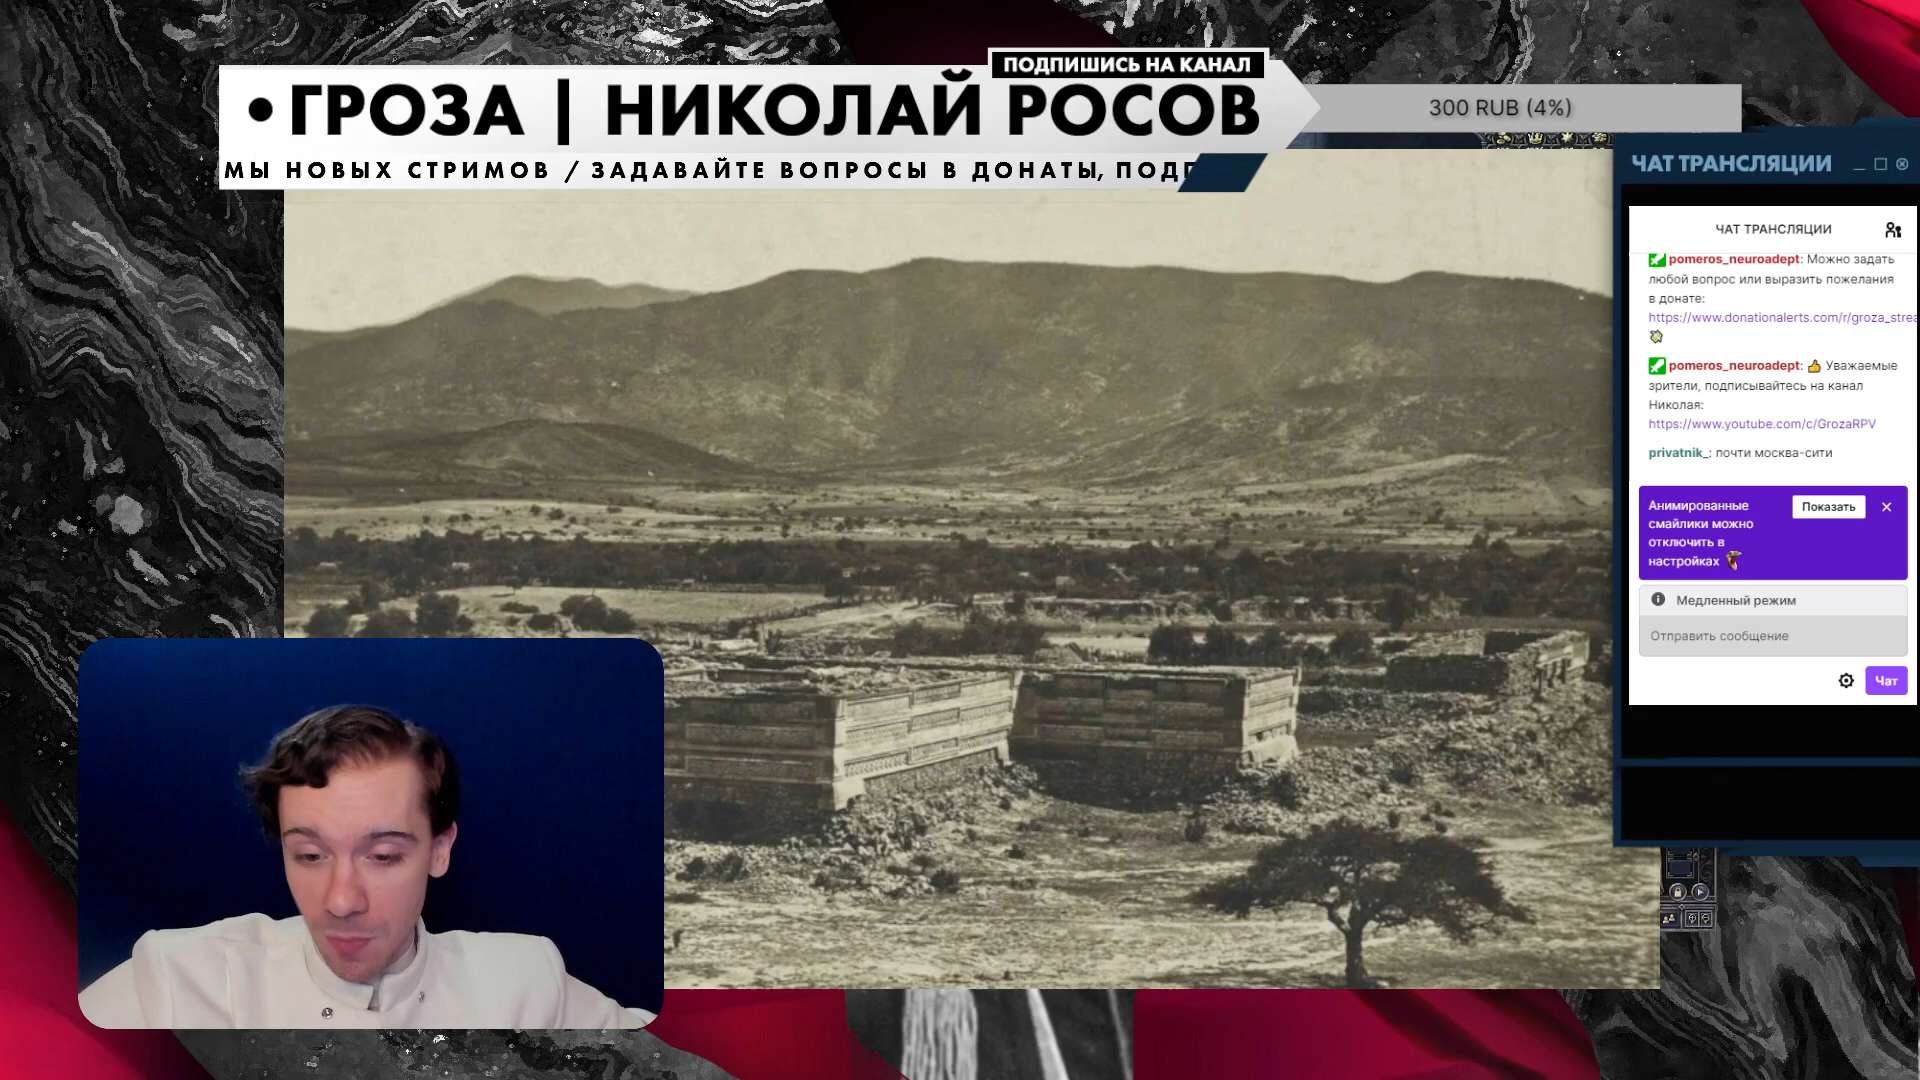 ПОДПИШИСЬ НА КАНАЛ
• ГРОЗА | НИКОЛАЙ РОСОВ
300 RUB (4%)
МЫ НОВЫХ СТРИМОВ / ЗАДАВАЙТЕ ВОПРОСЫ В ДОНАТЫ, ПОДП
ЧАТ ТРАНСЛЯЦИИ
ЧАТ ТРАНСЛЯЦИИ
pomeros_neuroadept: Можно задать
любой вопрос или выразить пожелания
в донате:
https://www.donationalerts.com/r/groza_strea
pomeros_neuroadept: 👍 Уважаемые
зрители, подписывайтесь на канал
Николая:
https://www.youtube.com/c/GrozaRPV
privatnik_: почти москва-сити
Анимированные
смайлики можно
отключить в
настройках
Показать
Медленный режим
Отправить сообщение
Чат